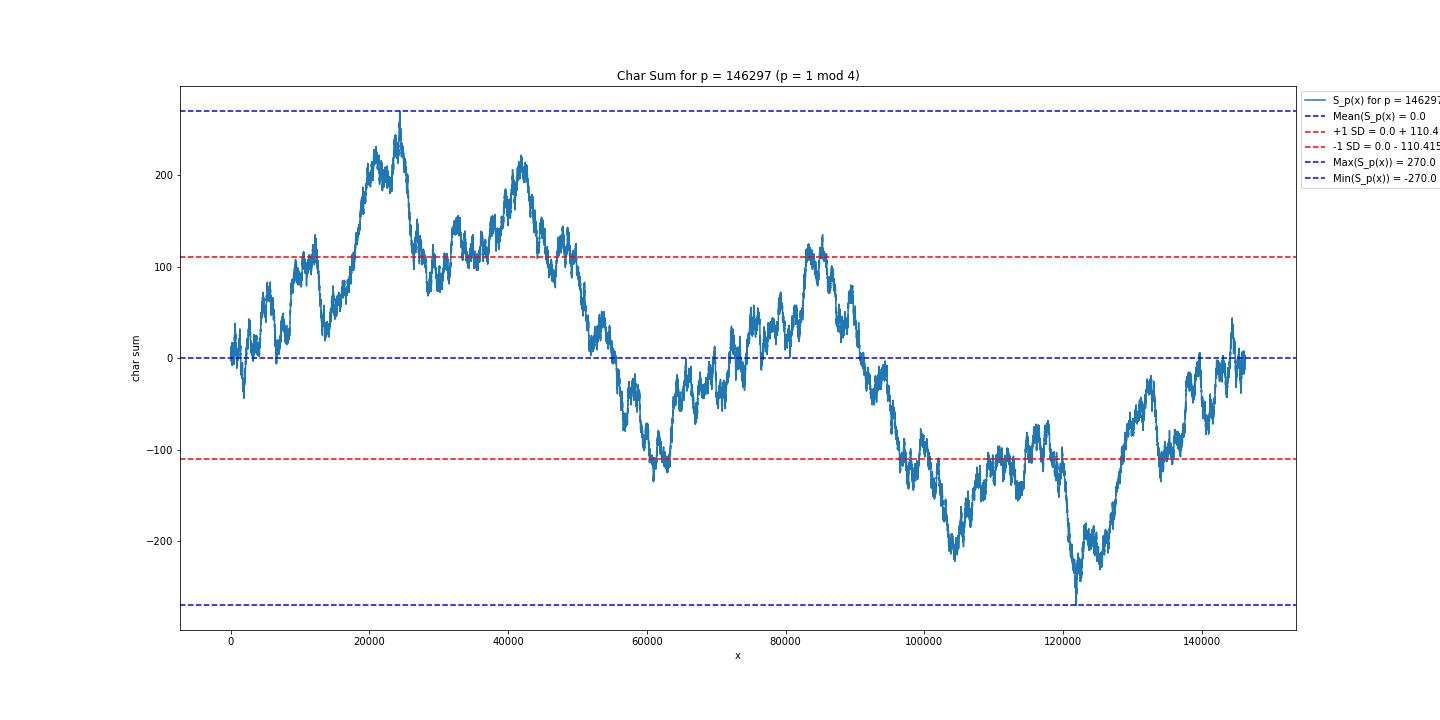 Char Sum for p = 146297 (p = 1 mod 4)
S_p(x) for p = 146297
Mean(S_p(x) = 0.0
+1 SD = 0.0 + 110.4
-1 SD = 0.0 - 110.415
Max(S_p(x)) = 270.0
Min(S_p(x)) = -270.0
200
100
0
−100
−200
char sum
0 20000 40000 60000 80000 100000 120000 140000
x